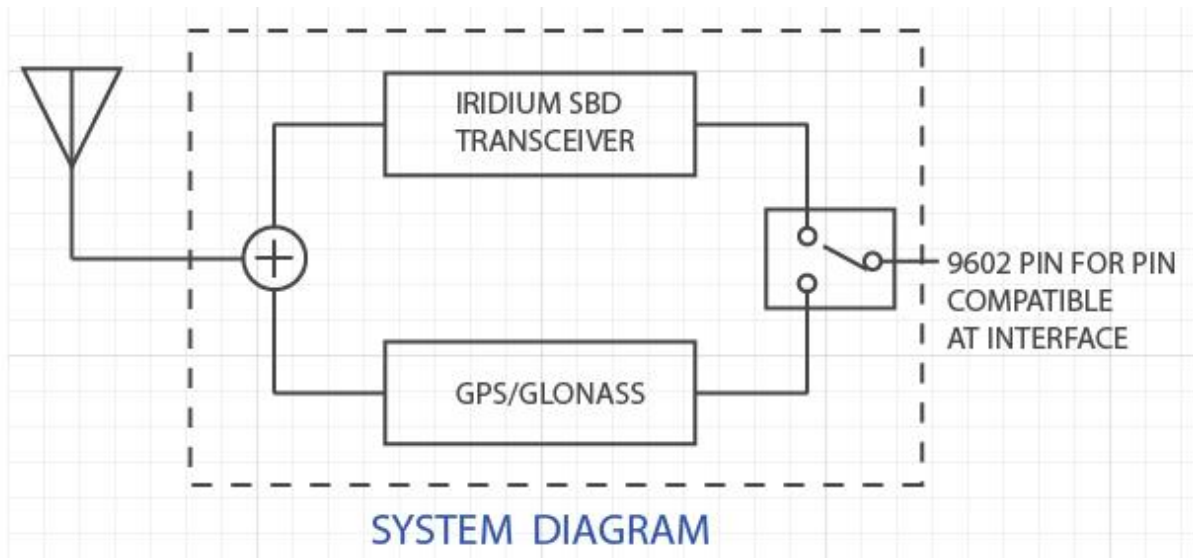 IRIDIUM SBD
TRANSCEIVER
9602 PIN FOR PIN
COMPATIBLE
AT INTERFACE
GPS/GLONASS
SYSTEM DIAGRAM